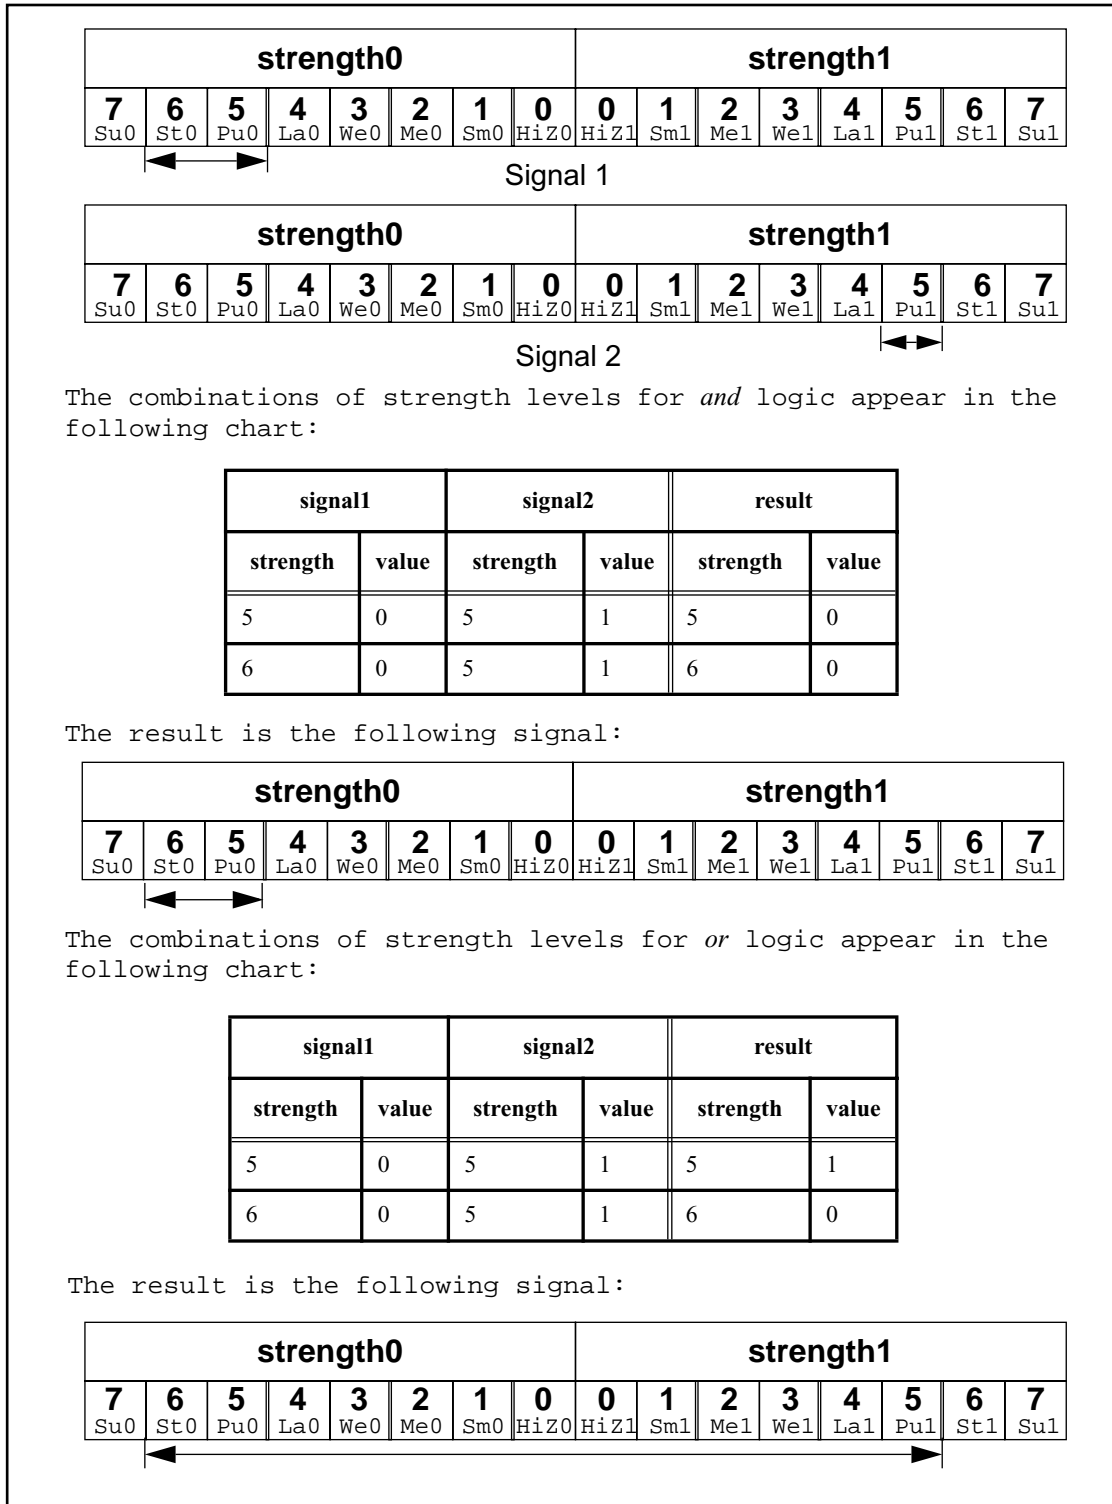 strength0 strength1
7 6 5 4 3 2 1 0 0 1 2 3 4 5 6 7
Su0 St0 Pu0 La0 We0 Me0 Sm0 HiZ0 HiZ1 Sm1 Me1 We1 La1 Pu1 St1 Su1
Signal 1
strength0 strength1
7 6 5 4 3 2 1 0 0 1 2 3 4 5 6 7
Su0 St0 Pu0 La0 We0 Me0 Sm0 HiZ0 HiZ1 Sm1 Me1 We1 La1 Pu1 St1 Su1
Signal 2
The combinations of strength levels for and logic appear in the
following chart:
signal1 signal2 result
strength value strength value strength value
5 0 5 1 5 0
6 0 5 1 6 0
The result is the following signal:
strength0 strength1
7 6 5 4 3 2 1 0 0 1 2 3 4 5 6 7
Su0 St0 Pu0 La0 We0 Me0 Sm0 HiZ0 HiZ1 Sm1 Me1 We1 La1 Pu1 St1 Su1
The combinations of strength levels for or logic appear in the
following chart:
signal1 signal2 result
strength value strength value strength value
5 0 5 1 5 1
6 0 5 1 6 0
The result is the following signal:
strength0 strength1
7 6 5 4 3 2 1 0 0 1 2 3 4 5 6 7
Su0 St0 Pu0 La0 We0 Me0 Sm0 HiZ0 HiZ1 Sm1 Me1 We1 La1 Pu1 St1 Su1